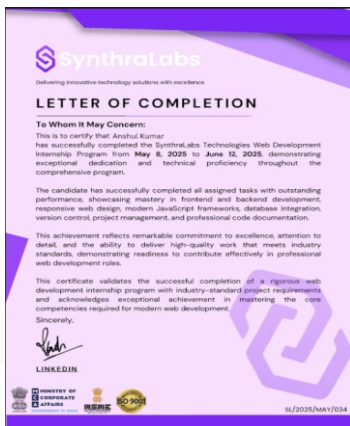 SynthraLabs
Delivering innovative technology solutions with excellence
LETTER OF COMPLETION
To Whom It May Concern:
This is to certify that Anshul Kumar
has successfully completed the SynthraLabs Technologies Web Development
Internship Program from May 8, 2025 to June 12, 2025, demonstrating
exceptional dedication and technical proficiency throughout the
comprehensive program.
The candidate has successfully completed all assigned tasks with outstanding
performance, showcasing mastery in frontend and backend development,
responsive web design, modern JavaScript frameworks, database integration,
version control, project management, and professional code documentation.
This achievement reflects remarkable commitment to excellence, attention to
detail, and the ability to deliver high-quality work that meets industry
standards, demonstrating readiness to contribute effectively in professional
web development roles.
This certificate validates the successful completion of a rigorous web
development internship program with industry-standard project requirements
and acknowledges exceptional achievement in mastering the core
competencies required for modern web development.
Sincerely,
LINKEDIN
MINISTRY OF
CORPORATE
AFFAIRS
GOVERNMENT OF INDIA
MSME
ISO 9001
SL/2025/MAY/034